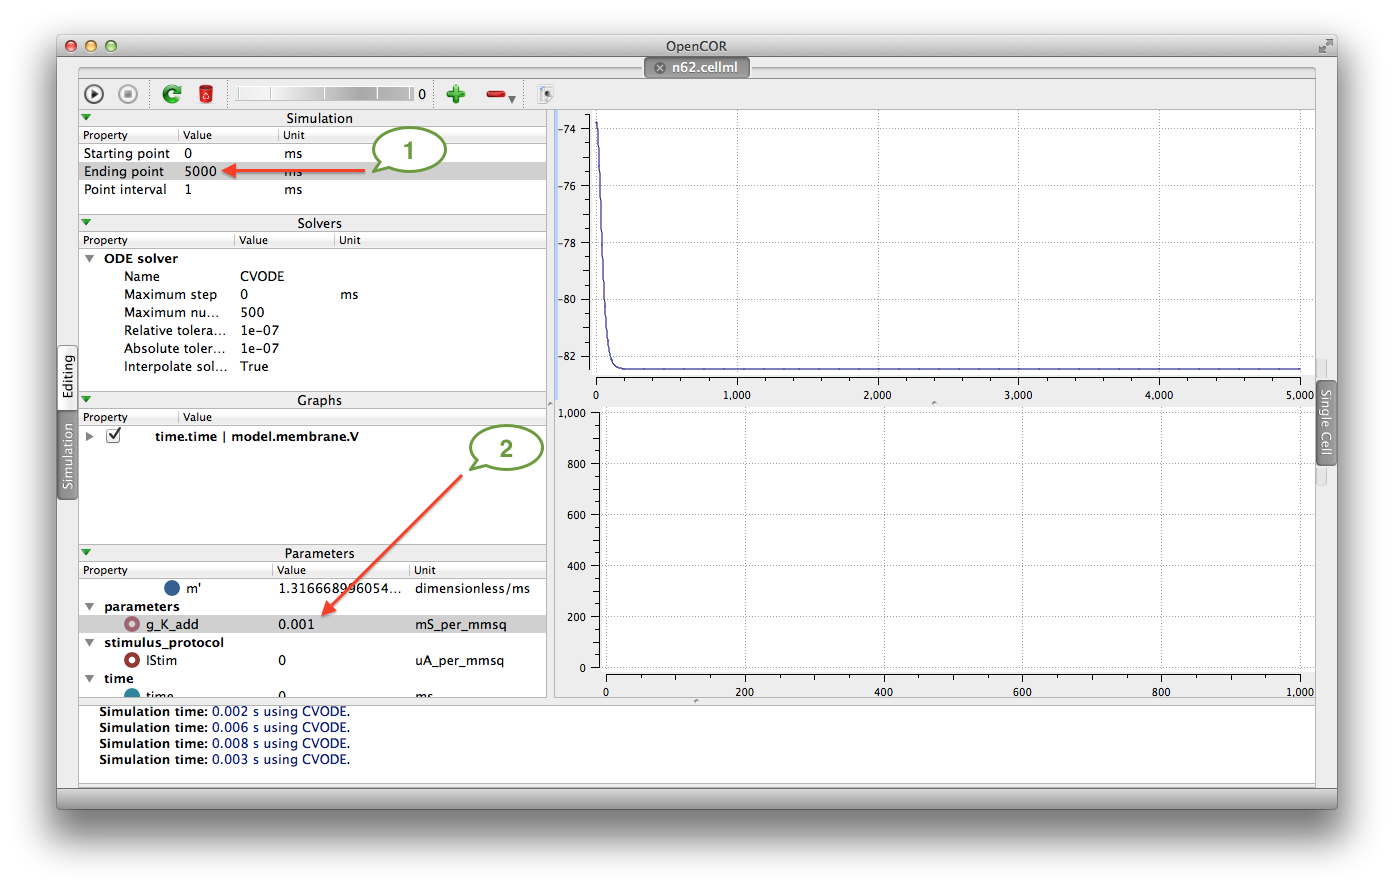 OpenCOR
n62.cellml
0
Simulation
Property Value Unit
Starting point 0 ms
Ending point 5000 ms
Point interval 1 ms
1
Solvers
Property Value Unit
ODE solver
Name CVODE
Maximum step 0 ms
Maximum nu... 500
Relative tolera... 1e-07
Absolute toler... 1e-07
Interpolate sol... True
Graphs
Property Value
time.time | model.membrane.V
2
Parameters
Property Value Unit
m' 1.316668996054... dimensionless/ms
parameters
g_K_add 0.001 mS_per_mmsq
stimulus_protocol
IStim 0 uA_per_mmsq
time
time 0 ms
Editing
Simulation
-74
-76
-78
-80
-82
0 1,000 2,000 3,000 4,000 5,000
1,000
800
600
400
200
0
0 200 400 600 800 1,000
Single Cell
Simulation time: 0.002 s using CVODE.
Simulation time: 0.006 s using CVODE.
Simulation time: 0.008 s using CVODE.
Simulation time: 0.003 s using CVODE.